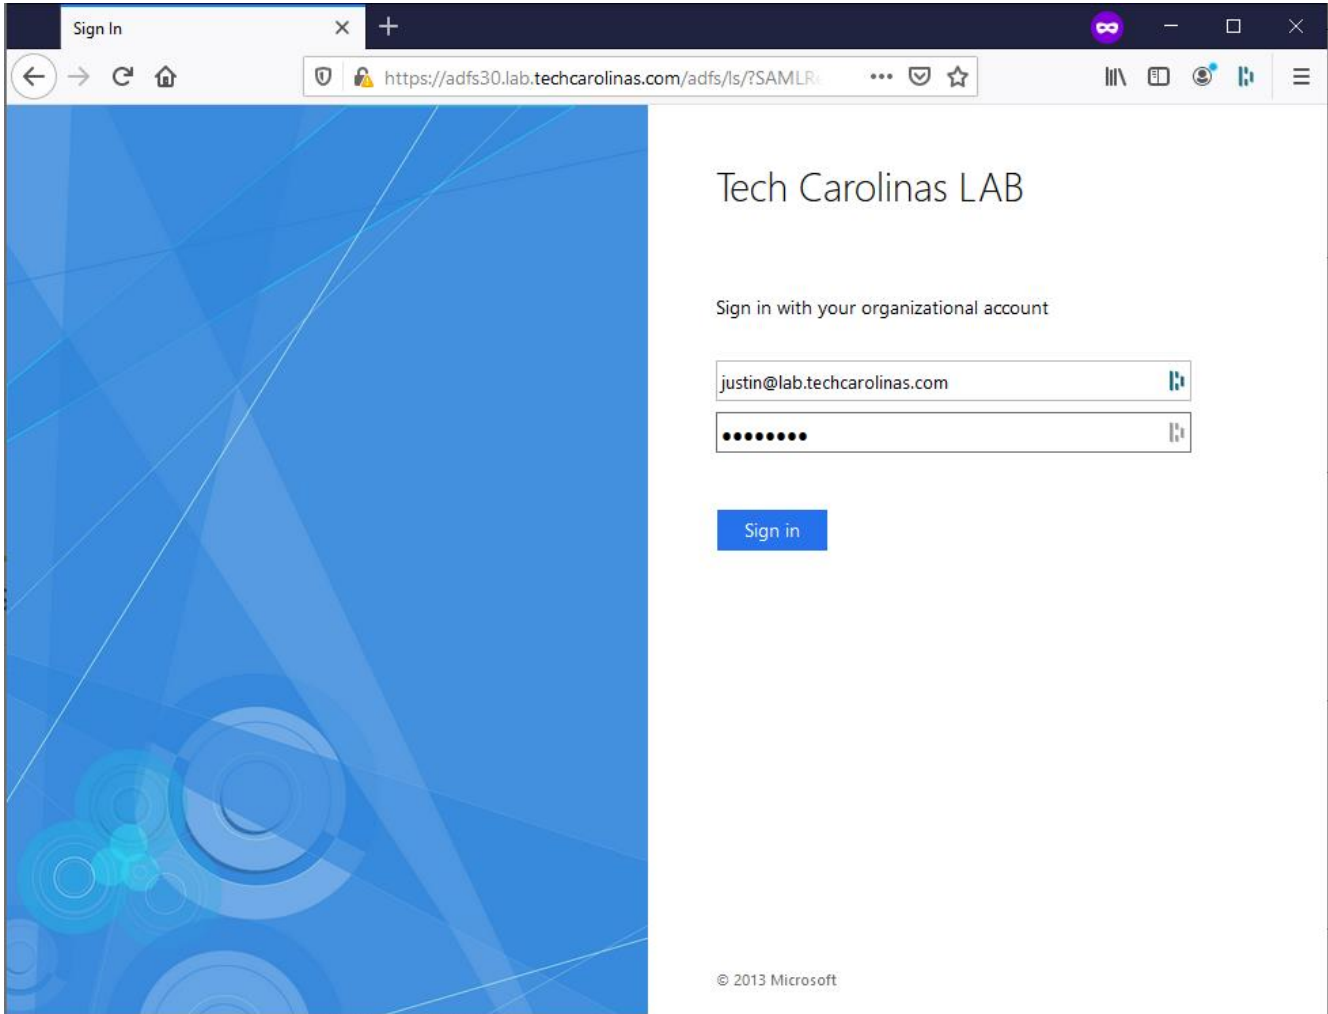 Sign In
https://adfs30.lab.techcarolinas.com/adfs/ls/?SAMLR
Tech Carolinas LAB
Sign in with your organizational account
justin@lab.techcarolinas.com
Sign in
© 2013 Microsoft